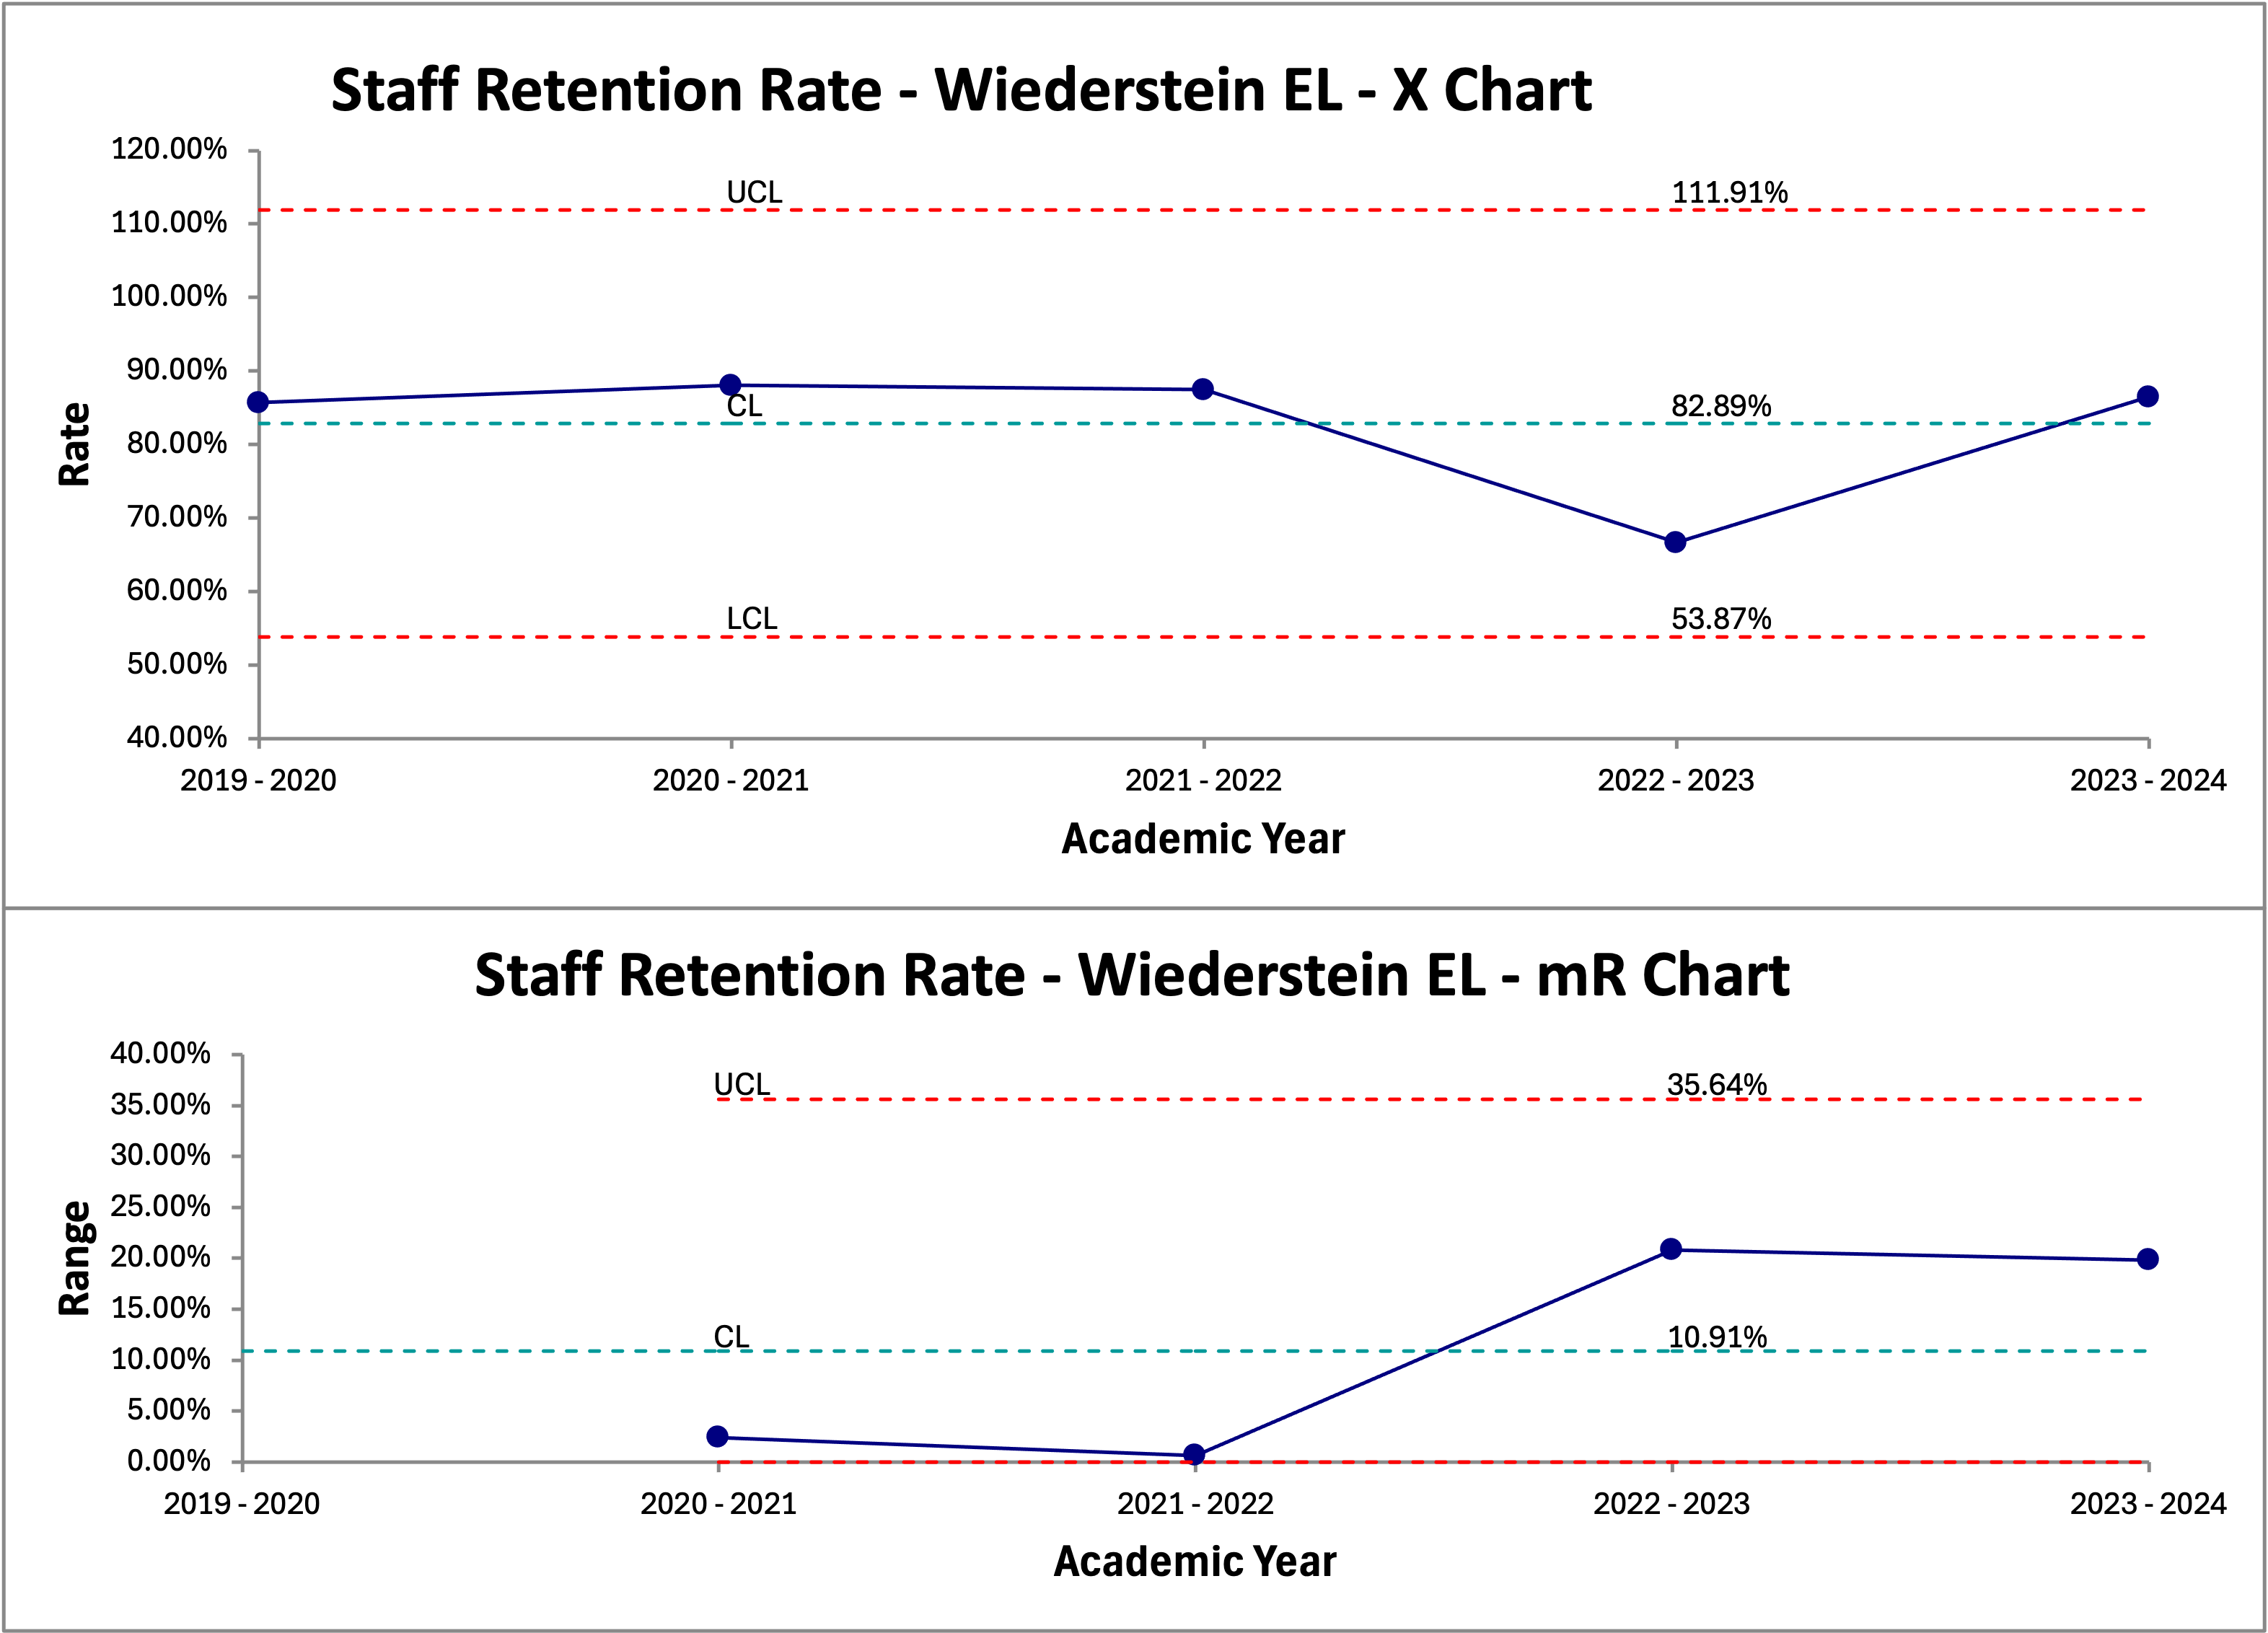 Staff Retention Rate - Wiederstein EL - X Chart
120.00%
UCL 111.91%
110.00%
100.00%
90.00%
CL 82.89%
80.00%
Rate
70.00%
60.00%
LCL 53.87%
50.00%
40.00%
2019 - 2020 2020 - 2021 2021 - 2022 2022 - 2023 2023 - 2024
Academic Year
Staff Retention Rate - Wiederstein EL - mR Chart
40.00%
UCL 35.64%
35.00%
30.00%
25.00%
20.00%
Range
15.00%
CL 10.91%
10.00%
5.00%
0.00%
2019 - 2020 2020 - 2021 2021 - 2022 2022 - 2023 2023 - 2024
Academic Year